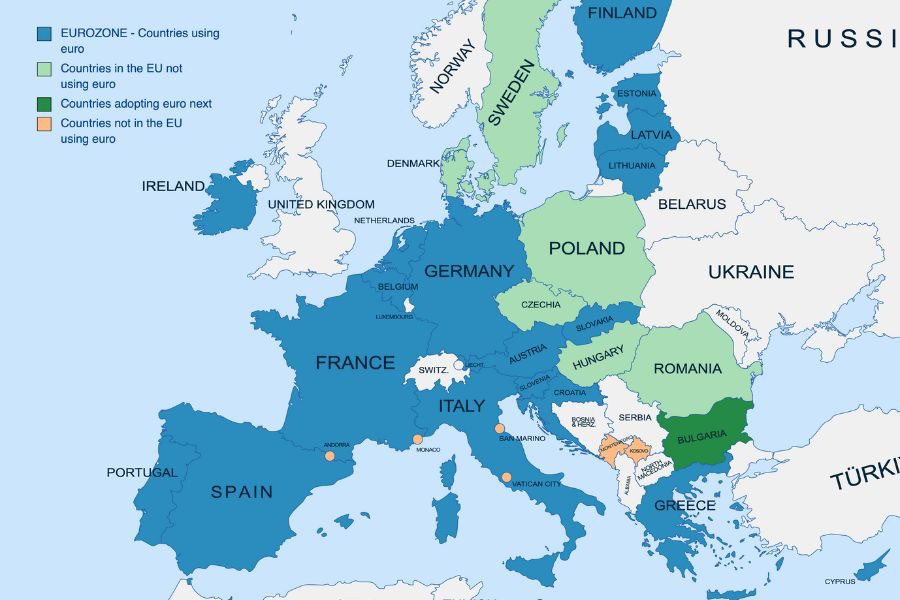 EUROZONE - Countries using
euro
Countries in the EU not
using euro
Countries adopting euro next
Countries not in the EU
using euro
FINLAND
RUSSI
NORWAY
SWEDEN
ESTONIA
LATVIA
DENMARK
LITHUANIA
IRELAND
UNITED KINGDOM
BELARUS
NETHERLANDS
POLAND
GERMANY
UKRAINE
BELGIUM
CZECHIA
LUXEMBOURG
SLOVAKIA
MOLDOVA
FRANCE
SWITZ.
LIECHT.
AUSTRIA
HUNGARY
ROMANIA
SLOVENIA
CROATIA
ITALY
BOSNIA
& HERZ.
SERBIA
SAN MARINO
BULGARIA
ANDORRA
MONACO
MONTENEGRO
KOSOVO
NORTH
MACEDONIA
PORTUGAL
SPAIN
VATICAN CITY
ALBANIA
TÜRKI
GREECE
CYPRUS